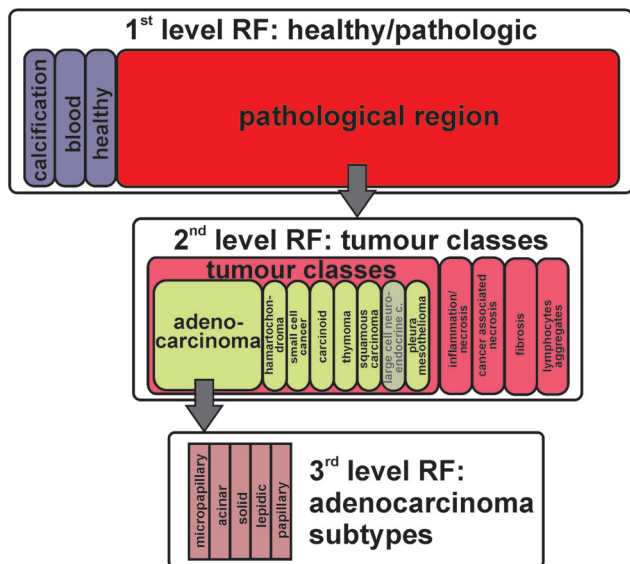 1st level RF: healthy/pathologic
calcification
blood
healthy
pathological region
2nd level RF: tumour classes
tumour classes
adeno-
carcinoma
hamartochon-
droma
small cell
cancer
carcinoid
thymoma
squamous
carcinoma
large cell neuro-
endocrine c.
pleura
mesothelioma
inflammation/
necrosis
cancer associated
necrosis
fibrosis
lymphocytes
aggregates
micropapillary
acinar
solid
lepidic
papillary
3rd level RF:
adenocarcinoma
subtypes